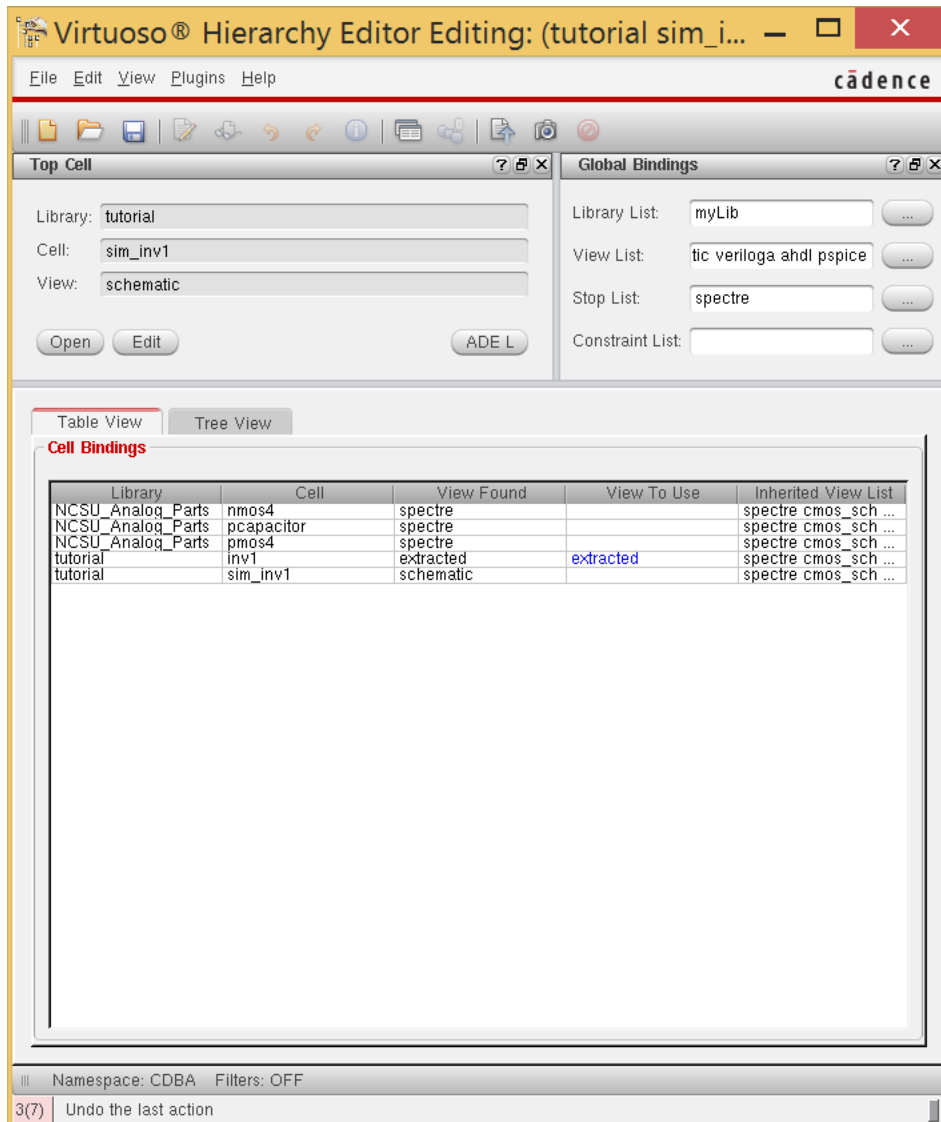 Virtuoso® Hierarchy Editor Editing: (tutorial sim_i...
File Edit View Plugins Help
cādence
Top Cell
Library: tutorial
Cell: sim_inv1
View: schematic
Open Edit ADE L
Global Bindings
Library List: myLib ...
View List: tic veriloga ahdl pspice ...
Stop List: spectre ...
Constraint List: ...
Table View Tree View
Cell Bindings
Library Cell View Found View To Use Inherited View List
NCSU_Analog_Parts nmos4 spectre spectre cmos_sch ...
NCSU_Analog_Parts pcapacitor spectre spectre cmos_sch ...
NCSU_Analog_Parts pmos4 spectre spectre cmos_sch ...
tutorial inv1 extracted extracted spectre cmos_sch ...
tutorial sim_inv1 schematic spectre cmos_sch ...
Namespace: CDBA Filters: OFF
3(7) Undo the last action